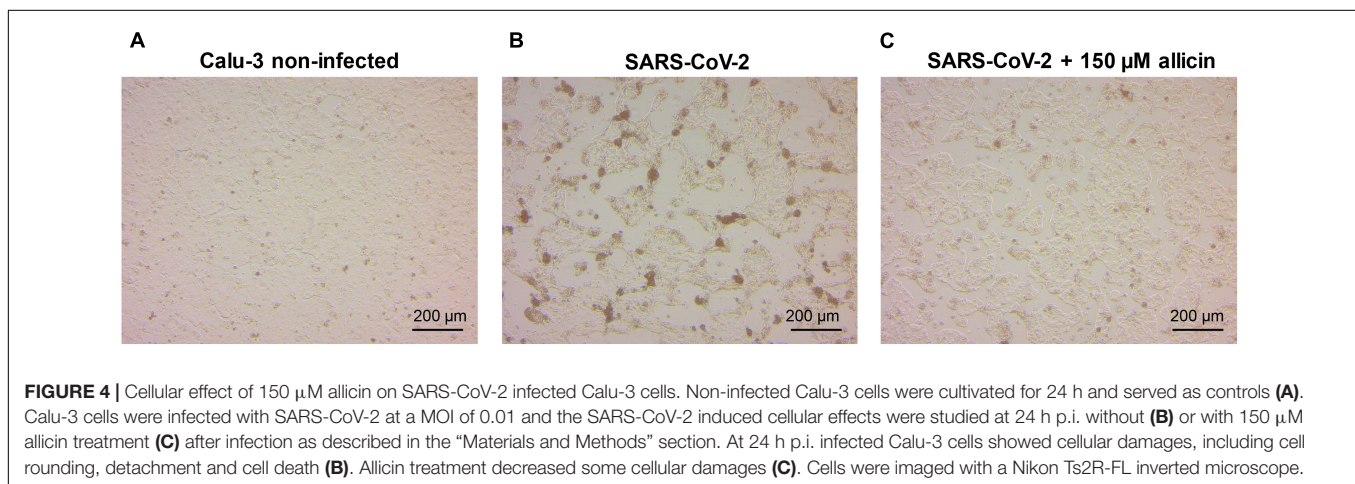 A
Calu-3 non-infected
200 µm
B
SARS-CoV-2
200 µm
C
SARS-CoV-2 + 150 µM allicin
200 µm
FIGURE 4 | Cellular effect of 150 µM allicin on SARS-CoV-2 infected Calu-3 cells. Non-infected Calu-3 cells were cultivated for 24 h and served as controls (A).
Calu-3 cells were infected with SARS-CoV-2 at a MOI of 0.01 and the SARS-CoV-2 induced cellular effects were studied at 24 h p.i. without (B) or with 150 µM
allicin treatment (C) after infection as described in the “Materials and Methods” section. At 24 h p.i. infected Calu-3 cells showed cellular damages, including cell
rounding, detachment and cell death (B). Allicin treatment decreased some cellular damages (C). Cells were imaged with a Nikon Ts2R-FL inverted microscope.